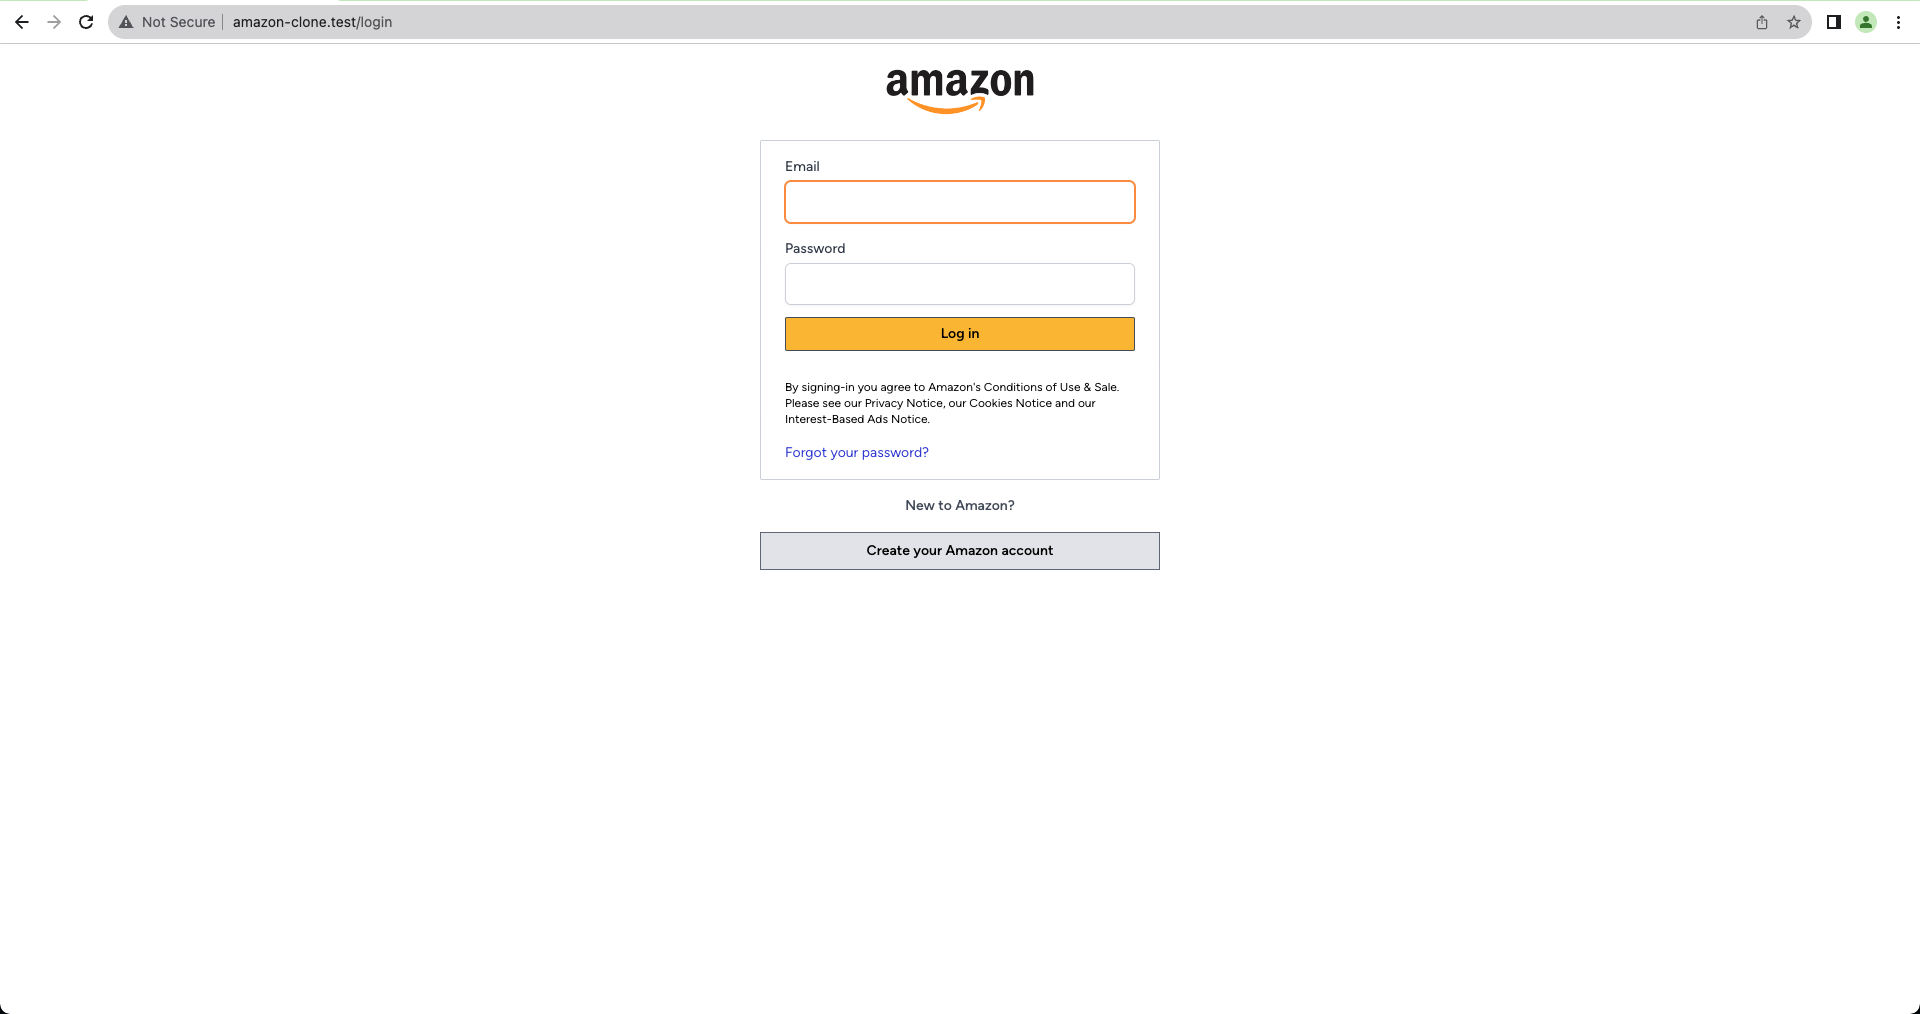 Not Secure | amazon-clone.test/login
amazon
Email
Password
Log in
By signing-in you agree to Amazon's Conditions of Use & Sale.
Please see our Privacy Notice, our Cookies Notice and our
Interest-Based Ads Notice.
Forgot your password?
New to Amazon?
Create your Amazon account